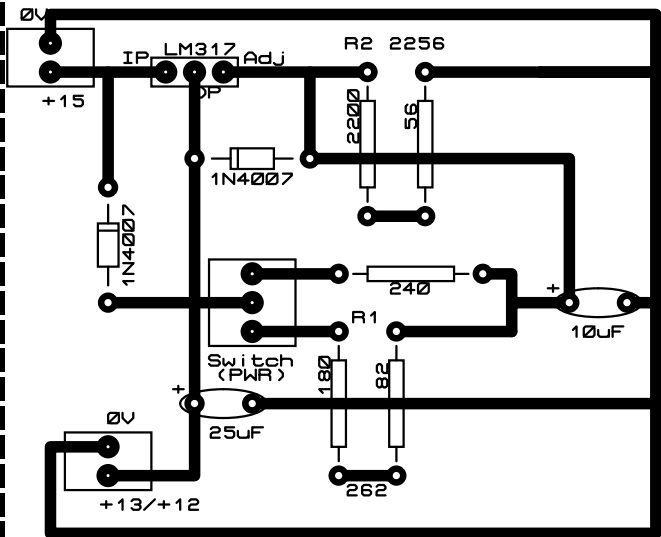 0V
LM317
IP
Adj
R2 2256
OP
+15
2200
56
1N4007
1N4007
240
+
10uF
R1
Switch
(PWR)
180
82
+
25uF
0V
262
+13/+12